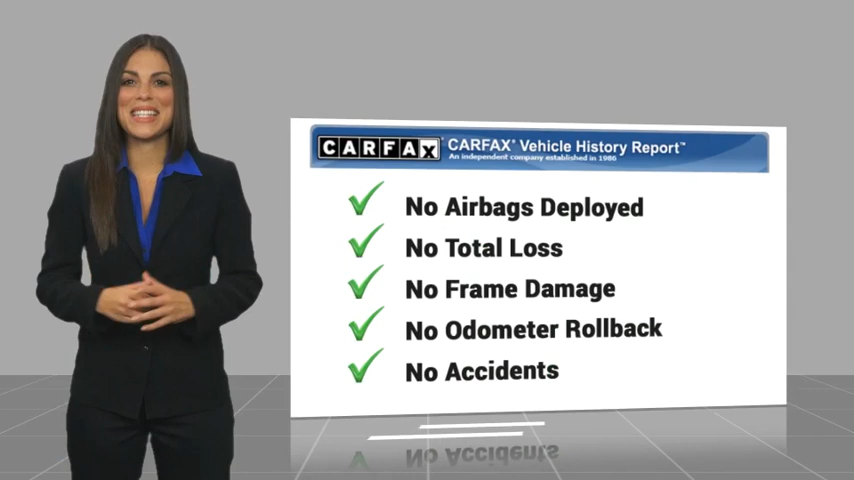 CARFAX CARFAX® Vehicle History Report™
An independent company established in 1986
No Airbags Deployed
No Total Loss
No Frame Damage
No Odometer Rollback
No Accidents
No Accidents